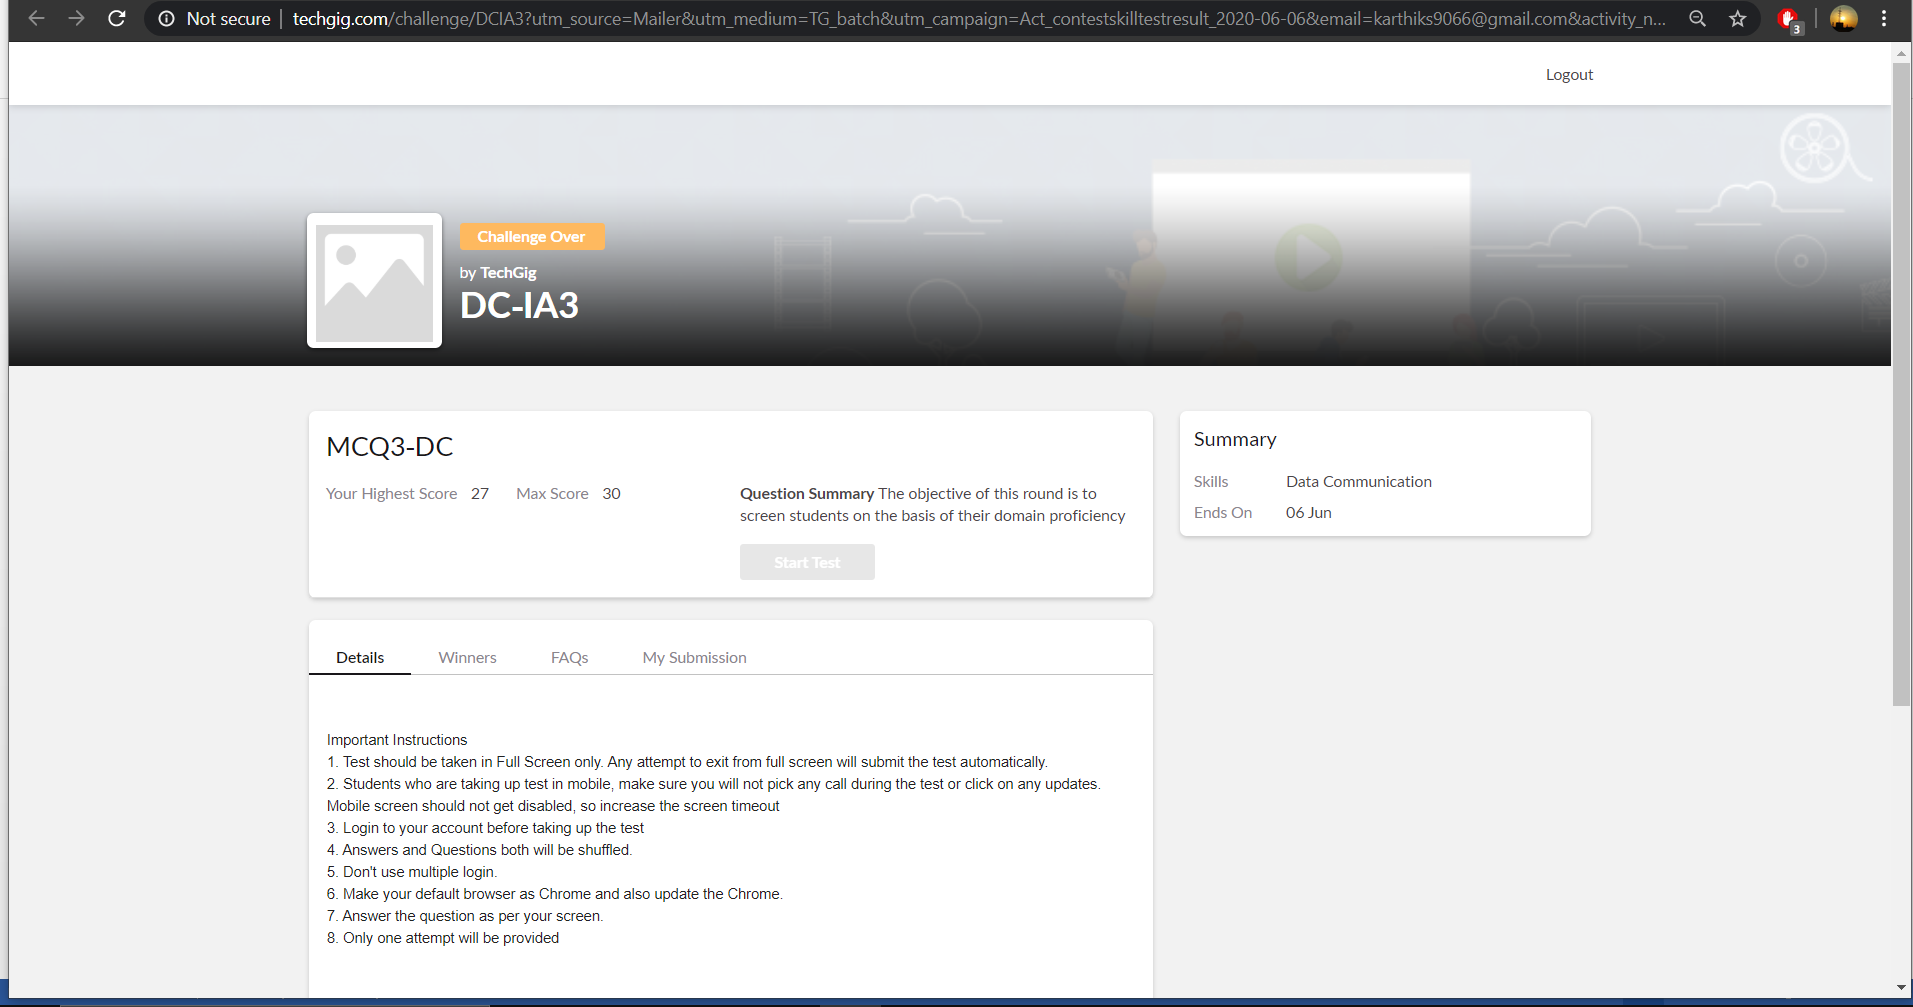 Not secure | techgig.com/challenge/DCIA3?utm_source=Mailer&utm_medium=TG_batch&utm_campaign=Act_contestskilltestresult_2020-06-06&email=karthiks9066@gmail.com&activity_n...
3
Logout
Challenge Over
by TechGig
DC-IA3
MCQ3-DC
Your Highest Score 27 Max Score 30
Question Summary The objective of this round is to
screen students on the basis of their domain proficiency
Start Test
Summary
Skills Data Communication
Ends On 06 Jun
Details Winners FAQs My Submission
Important Instructions
1. Test should be taken in Full Screen only. Any attempt to exit from full screen will submit the test automatically.
2. Students who are taking up test in mobile, make sure you will not pick any call during the test or click on any updates.
Mobile screen should not get disabled, so increase the screen timeout
3. Login to your account before taking up the test
4. Answers and Questions both will be shuffled.
5. Don't use multiple login.
6. Make your default browser as Chrome and also update the Chrome.
7. Answer the question as per your screen.
8. Only one attempt will be provided